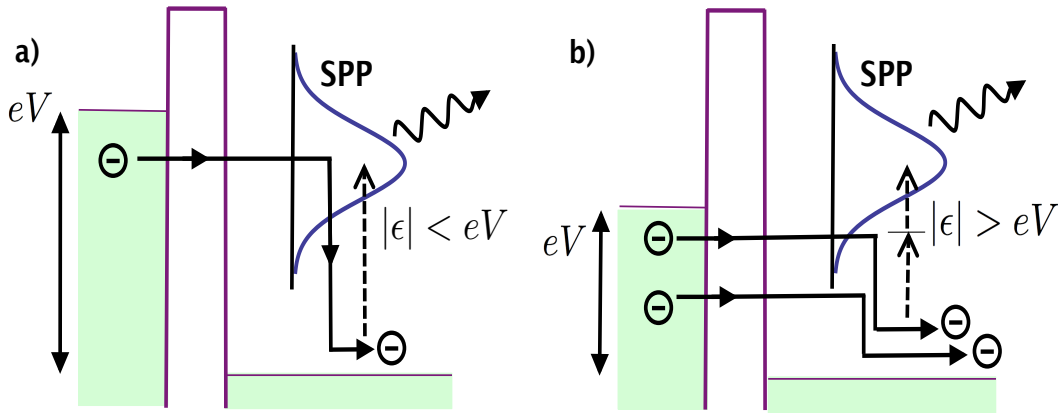 a)
SPP
eV
|ϵ| < eV
b)
SPP
eV
|ϵ| > eV